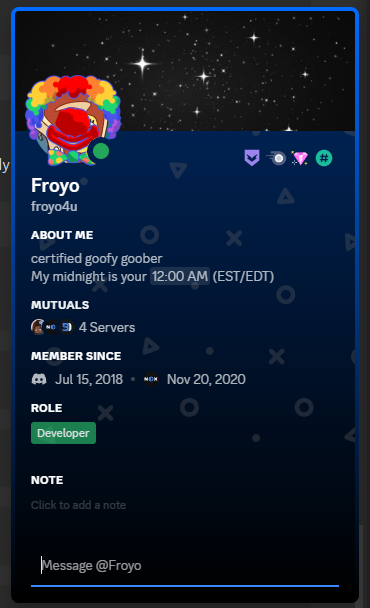 ly
Froyo
froyo4u
ABOUT ME
certified goofy goober
My midnight is your 12:00 AM (EST/EDT)
MUTUALS
4 Servers
MEMBER SINCE
Jul 15, 2018 • Nov 20, 2020
ROLE
Developer
NOTE
Click to add a note
Message @Froyo